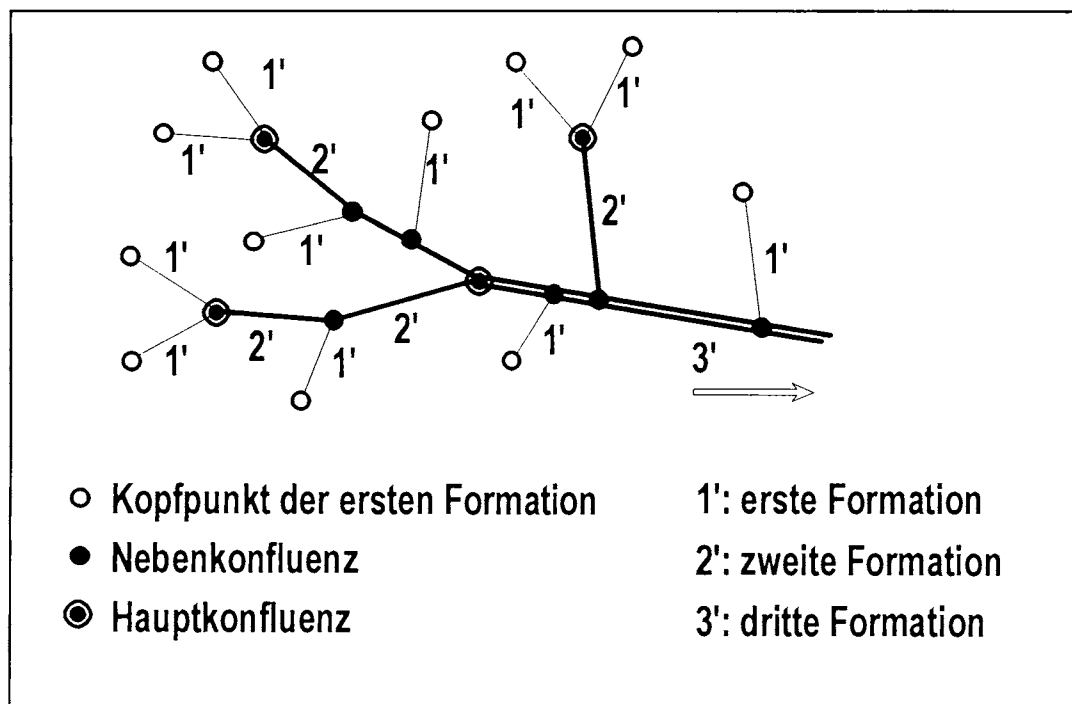 1'
1'
1'
1'
2'
1'
1'
1'
2'
1'
1'
2'
2'
1'
1'
1'
3'
Kopfpunkt der ersten Formation
1': erste Formation
Nebenkonfluenz
2': zweite Formation
Hauptkonfluenz
3': dritte Formation